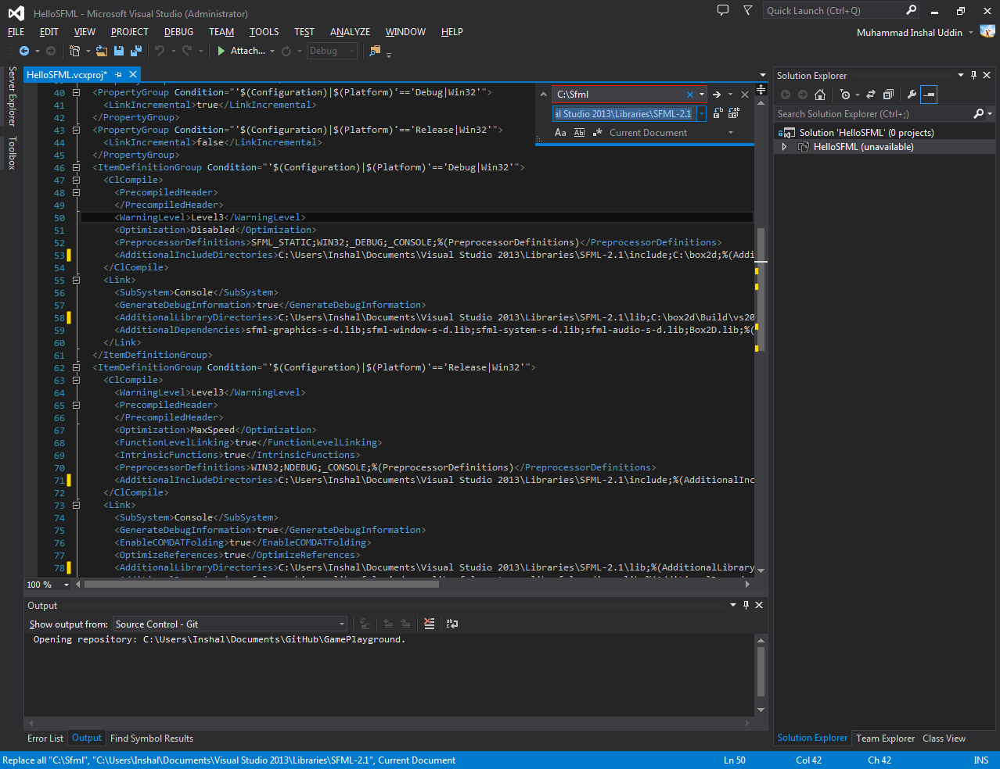 HelloSFML - Microsoft Visual Studio (Administrator)
Quick Launch (Ctrl+Q)
FILE EDIT VIEW PROJECT DEBUG TEAM TOOLS TEST ANALYZE WINDOW HELP
Muhammad Inshal Uddin
Attach... Debug
Server Explorer
Toolbox
HelloSFML.vcxproj*
C:\Sfml
al Studio 2013\Libraries\SFML-2.1
Aa Ab Current Document
40 <PropertyGroup Condition="'$(Configuration)|$(Platform)'=='Debug|Win32'">
41 <LinkIncremental>true</LinkIncremental>
42 </PropertyGroup>
43 <PropertyGroup Condition="'$(Configuration)|$(Platform)'=='Release|Win32'">
44 <LinkIncremental>false</LinkIncremental>
45 </PropertyGroup>
46 <ItemDefinitionGroup Condition="'$(Configuration)|$(Platform)'=='Debug|Win32'">
47 <ClCompile>
48 <PrecompiledHeader>
49 </PrecompiledHeader>
50 <WarningLevel>Level3</WarningLevel>
51 <Optimization>Disabled</Optimization>
52 <PreprocessorDefinitions>SFML_STATIC;WIN32;_DEBUG;_CONSOLE;%(PreprocessorDefinitions)</PreprocessorDefinitions>
53 <AdditionalIncludeDirectories>C:\Users\Inshal\Documents\Visual Studio 2013\Libraries\SFML-2.1\include;C:\box2d;%(Addi
54 </ClCompile>
55 <Link>
56 <SubSystem>Console</SubSystem>
57 <GenerateDebugInformation>true</GenerateDebugInformation>
58 <AdditionalLibraryDirectories>C:\Users\Inshal\Documents\Visual Studio 2013\Libraries\SFML-2.1\lib;C:\box2d\Build\vs20
59 <AdditionalDependencies>sfml-graphics-s-d.lib;sfml-window-s-d.lib;sfml-system-s-d.lib;sfml-audio-s-d.lib;Box2D.lib;%(
60 </Link>
61 </ItemDefinitionGroup>
62 <ItemDefinitionGroup Condition="'$(Configuration)|$(Platform)'=='Release|Win32'">
63 <ClCompile>
64 <WarningLevel>Level3</WarningLevel>
65 <PrecompiledHeader>
66 </PrecompiledHeader>
67 <Optimization>MaxSpeed</Optimization>
68 <FunctionLevelLinking>true</FunctionLevelLinking>
69 <IntrinsicFunctions>true</IntrinsicFunctions>
70 <PreprocessorDefinitions>WIN32;NDEBUG;_CONSOLE;%(PreprocessorDefinitions)</PreprocessorDefinitions>
71 <AdditionalIncludeDirectories>C:\Users\Inshal\Documents\Visual Studio 2013\Libraries\SFML-2.1\include;%(AdditionalInc
72 </ClCompile>
73 <Link>
74 <SubSystem>Console</SubSystem>
75 <GenerateDebugInformation>true</GenerateDebugInformation>
76 <EnableCOMDATFolding>true</EnableCOMDATFolding>
77 <OptimizeReferences>true</OptimizeReferences>
78 <AdditionalLibraryDirectories>C:\Users\Inshal\Documents\Visual Studio 2013\Libraries\SFML-2.1\lib;%(AdditionalLibrary
100 %
Solution Explorer
Search Solution Explorer (Ctrl+;)
Solution 'HelloSFML' (0 projects)
HelloSFML (unavailable)
Output
Show output from: Source Control - Git
Opening repository: C:\Users\Inshal\Documents\GitHub\GamePlayground.
Error List Output Find Symbol Results
Solution Explorer Team Explorer Class View
Replace all "C:\Sfml", "C:\Users\Inshal\Documents\Visual Studio 2013\Libraries\SFML-2.1", Current Document
Ln 50 Col 42 Ch 42 INS